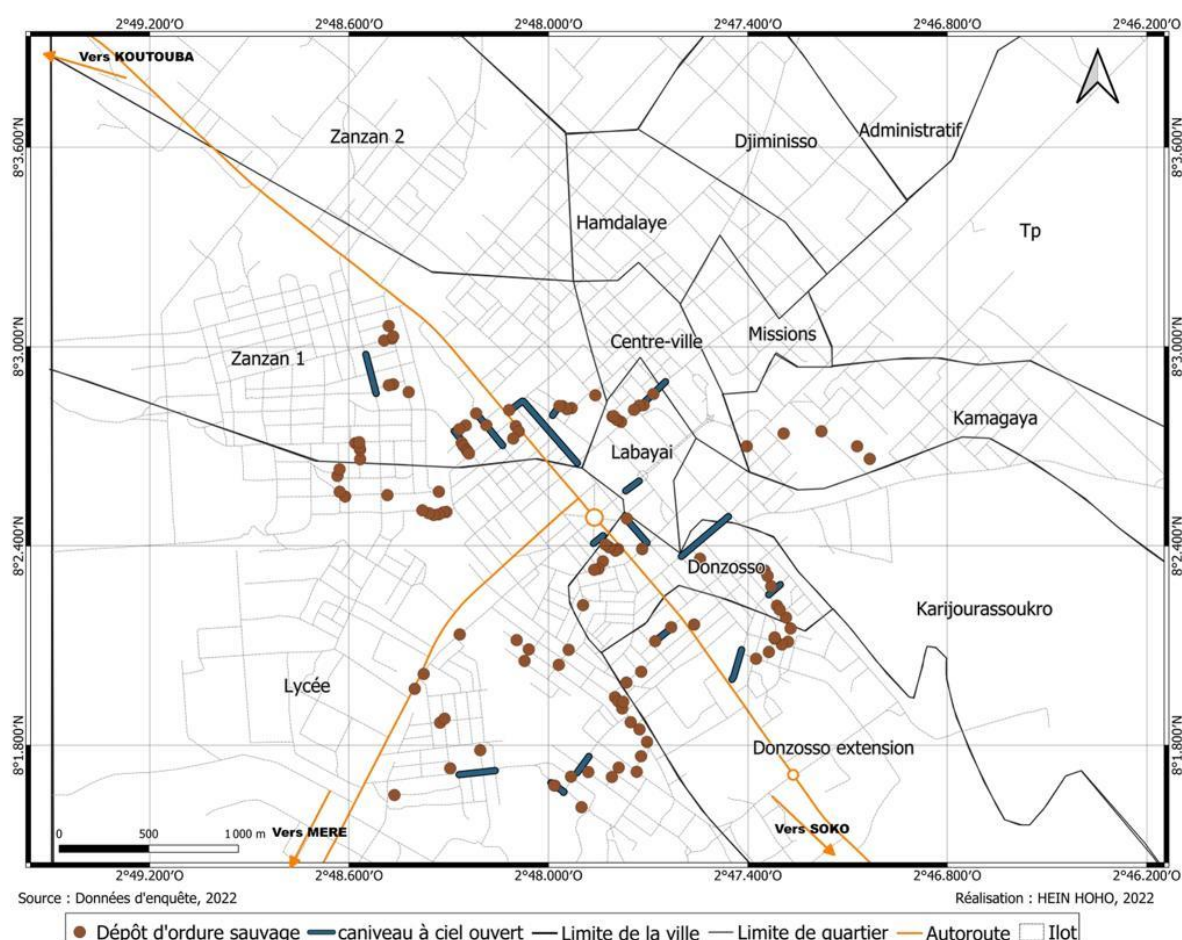 2°49.200'O 2°48.600'O 2°48.000'O 2°47.400'O 2°46.800'O 2°46.200'O
Vers KOUTOUBA
Zanzan 2
Djiminisso
Administratif
8°3.600'N 8°3.600'N
Hamdalaye
Tp
Centre-ville
Missions
8°3.000'N 8°3.000'N
Zanzan 1
Kamagaya
Labayai
8°2.400'N 8°2.400'N
Donzosso
Karijourassoukro
Lycée
8°1.800'N 8°1.800'N
Donzosso extension
Vers MERE
Vers SOKO
0 500 1 000 m
2°49.200'O 2°48.600'O 2°48.000'O 2°47.400'O 2°46.800'O 2°46.200'O
Source : Données d'enquête, 2022 Réalisation : HEIN HOHO, 2022
Dépôt d'ordure sauvage caniveau à ciel ouvert Limite de la ville Limite de quartier Autoroute Ilot